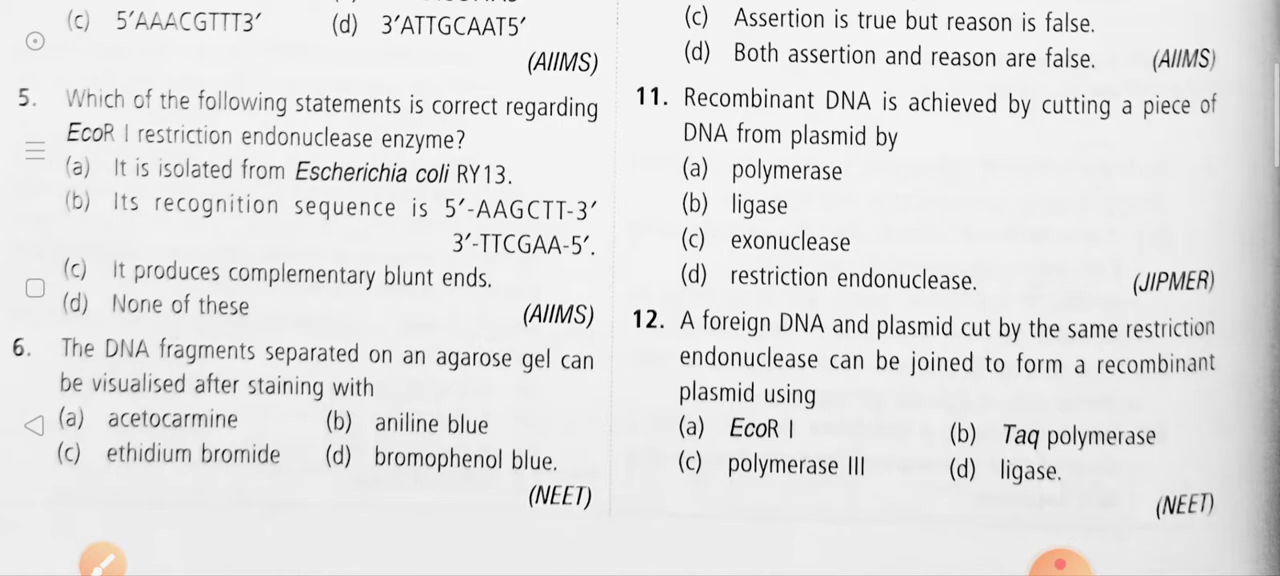 (c) 5′AAACGTTT3′ (d) 3′ATTGCAAT5′
(AIIMS)
5. Which of the following statements is correct regarding
EcoR I restriction endonuclease enzyme?
(a) It is isolated from Escherichia coli RY13.
(b) Its recognition sequence is 5′-AAGCTT-3′
3′-TTCGAA-5′.
(c) It produces complementary blunt ends.
(d) None of these (AIIMS)
6. The DNA fragments separated on an agarose gel can
be visualised after staining with
(a) acetocarmine (b) aniline blue
(c) ethidium bromide (d) bromophenol blue.
(NEET)
(c) Assertion is true but reason is false.
(d) Both assertion and reason are false. (AIIMS)
11. Recombinant DNA is achieved by cutting a piece of
DNA from plasmid by
(a) polymerase
(b) ligase
(c) exonuclease
(d) restriction endonuclease. (JIPMER)
12. A foreign DNA and plasmid cut by the same restriction
endonuclease can be joined to form a recombinant
plasmid using
(a) EcoR I (b) Taq polymerase
(c) polymerase III (d) ligase.
(NEET)